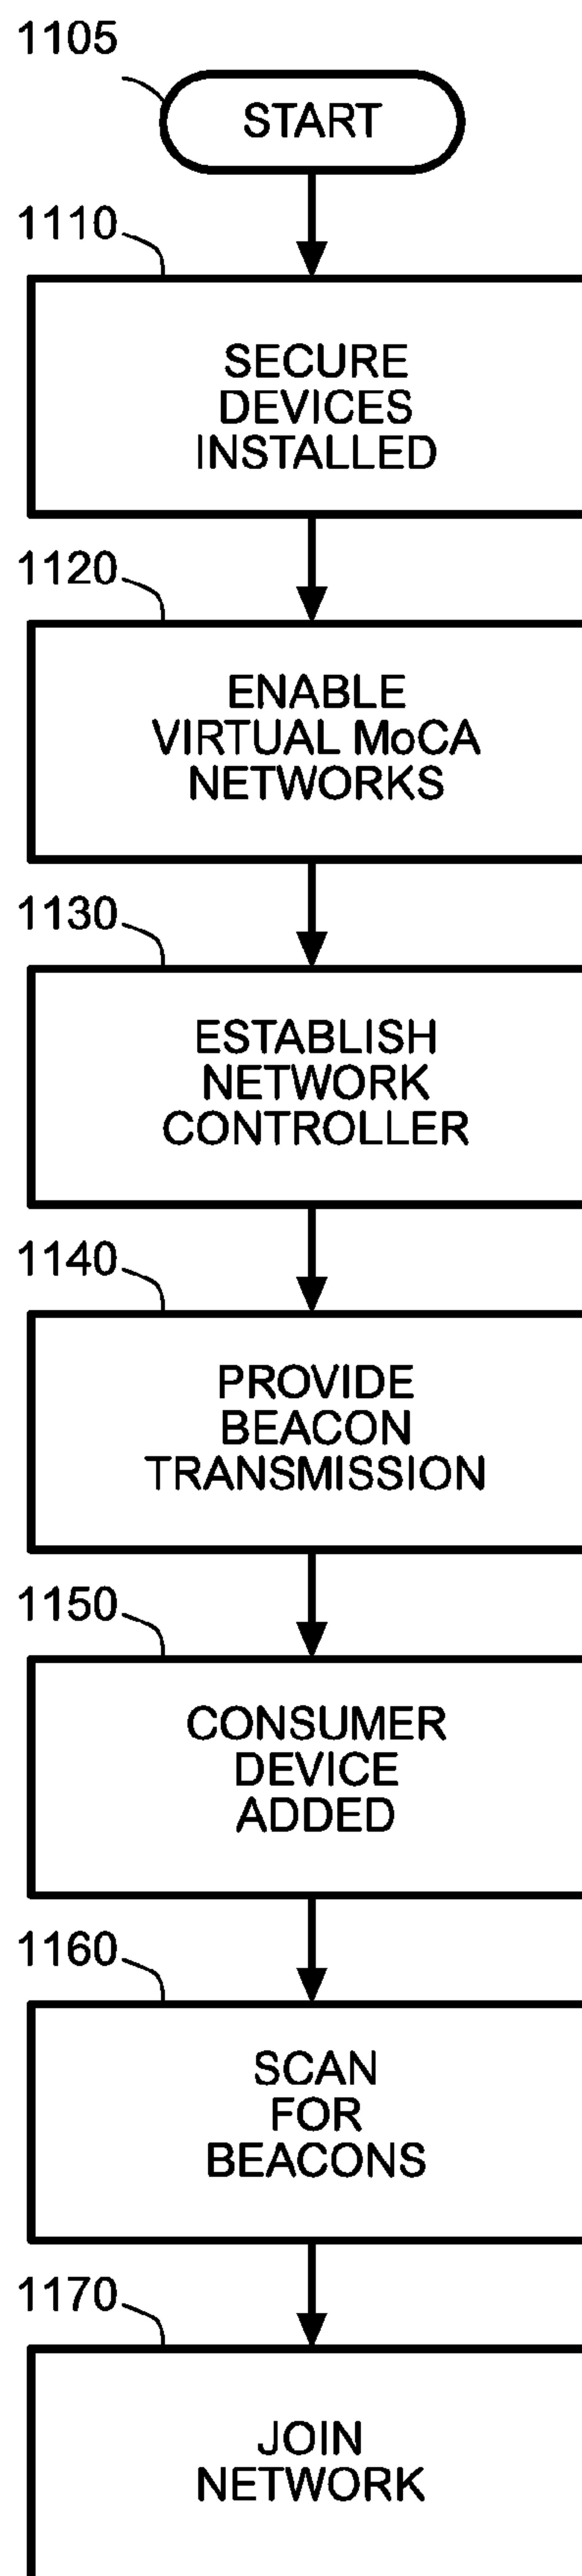 1105
START
1110
SECURE
DEVICES
INSTALLED
1120
ENABLE
VIRTUAL MoCA
NETWORKS
1130
ESTABLISH
NETWORK
CONTROLLER
1140
PROVIDE
BEACON
TRANSMISSION
1150
CONSUMER
DEVICE
ADDED
1160
SCAN
FOR
BEACONS
1170
JOIN
NETWORK